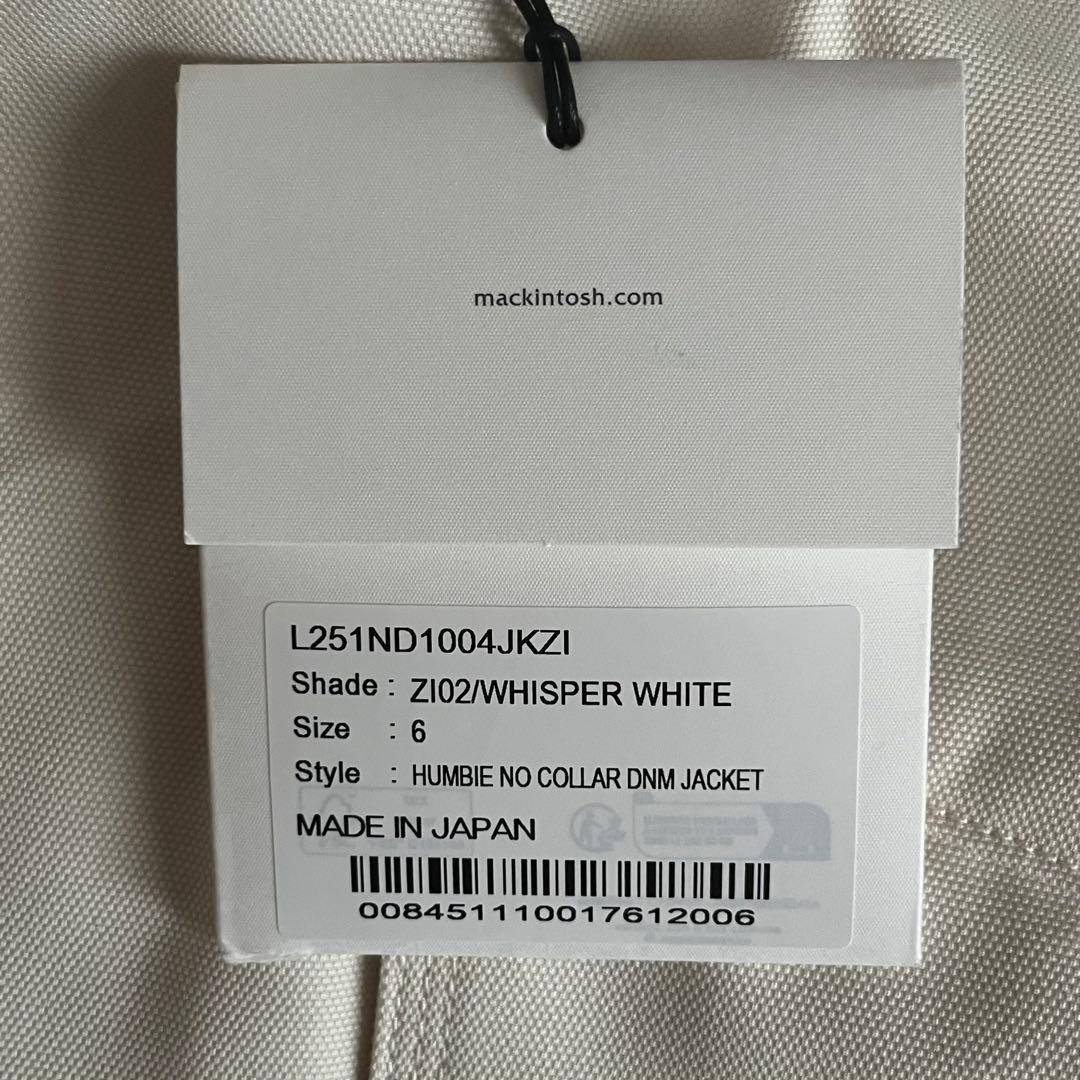 mackintosh.com
L251ND1004JKZI
Shade : ZI02/WHISPER WHITE
Size : 6
Style : HUMBIE NO COLLAR DNM JACKET
MADE IN JAPAN
008451110017612006